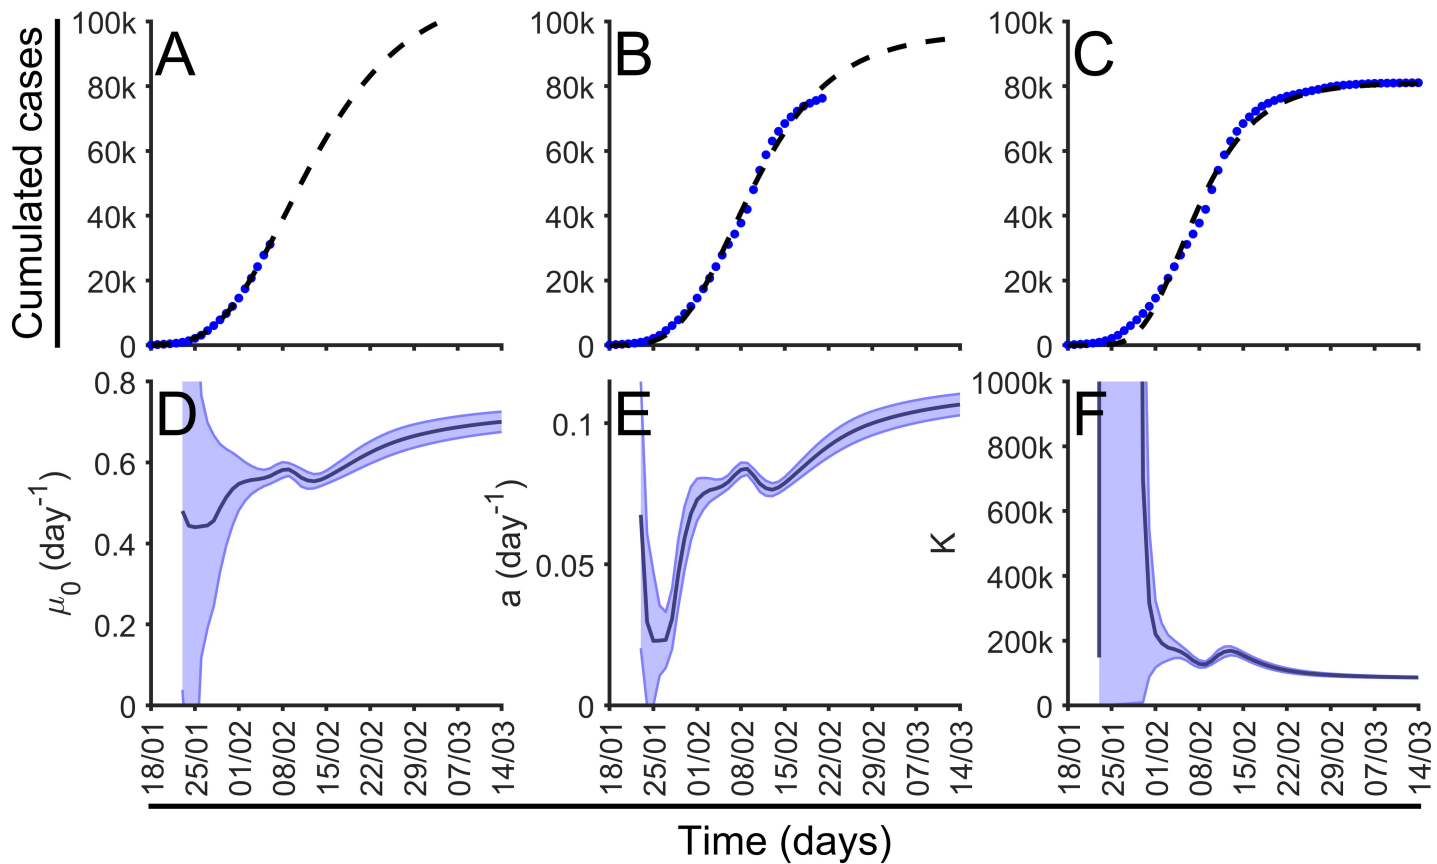 Cumulated cases
A
100k
80k
60k
40k
20k
0
B
100k
80k
60k
40k
20k
0
C
100k
80k
60k
40k
20k
0
D
μ0 (day-1)
0.8
0.6
0.4
0.2
0
18/01 25/01 01/02 08/02 15/02 22/02 29/02 07/03 14/03
E
a (day-1)
0.1
0.05
0
18/01 25/01 01/02 08/02 15/02 22/02 29/02 07/03 14/03
F
K
1000k
800k
600k
400k
200k
0
18/01 25/01 01/02 08/02 15/02 22/02 29/02 07/03 14/03
Time (days)